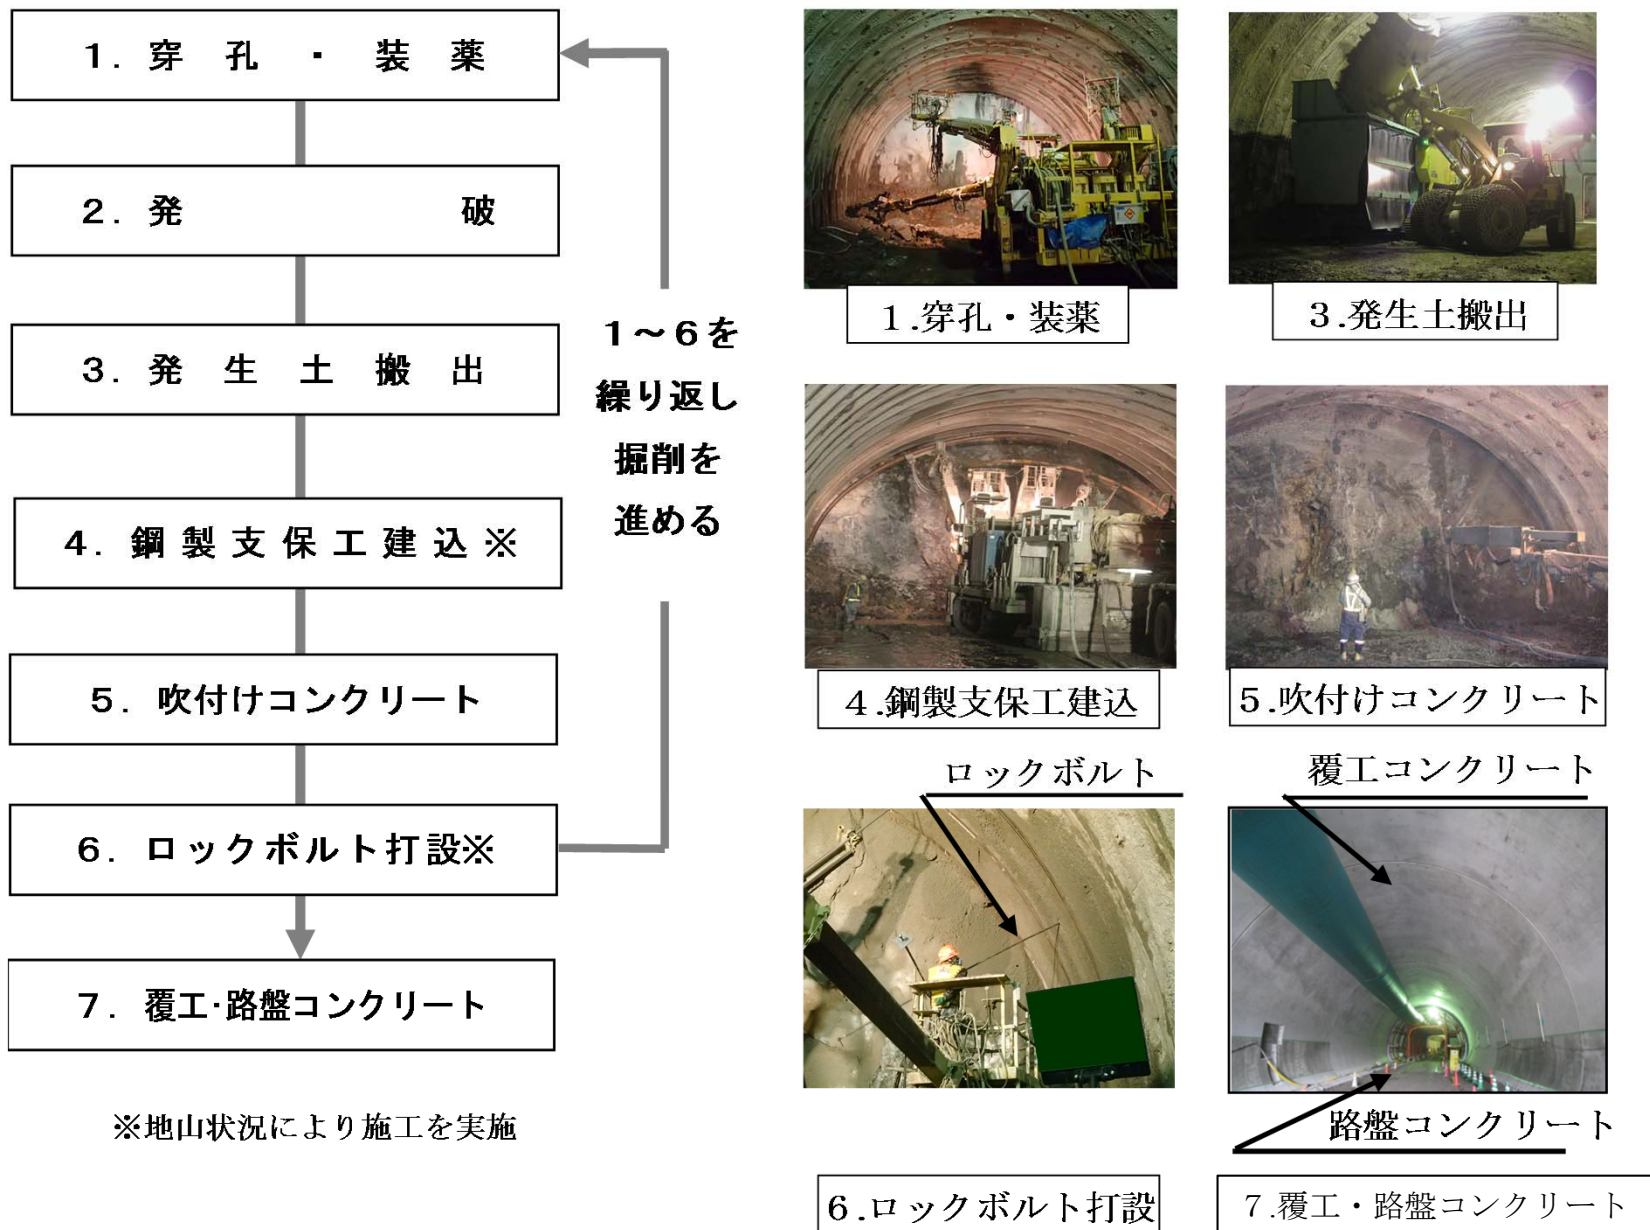 1. 穿孔・装薬
2. 発破
3. 発生土搬出
4. 鋼製支保工建込※
5. 吹付けコンクリート
6. ロックボルト打設※
7. 覆工･路盤コンクリート
※地山状況により施工を実施
1～6を
繰り返し
掘削を
進める
1.穿孔・装薬
3.発生土搬出
4.鋼製支保工建込
5.吹付けコンクリート
ロックボルト
覆工コンクリート
路盤コンクリート
6.ロックボルト打設
7.覆工・路盤コンクリート